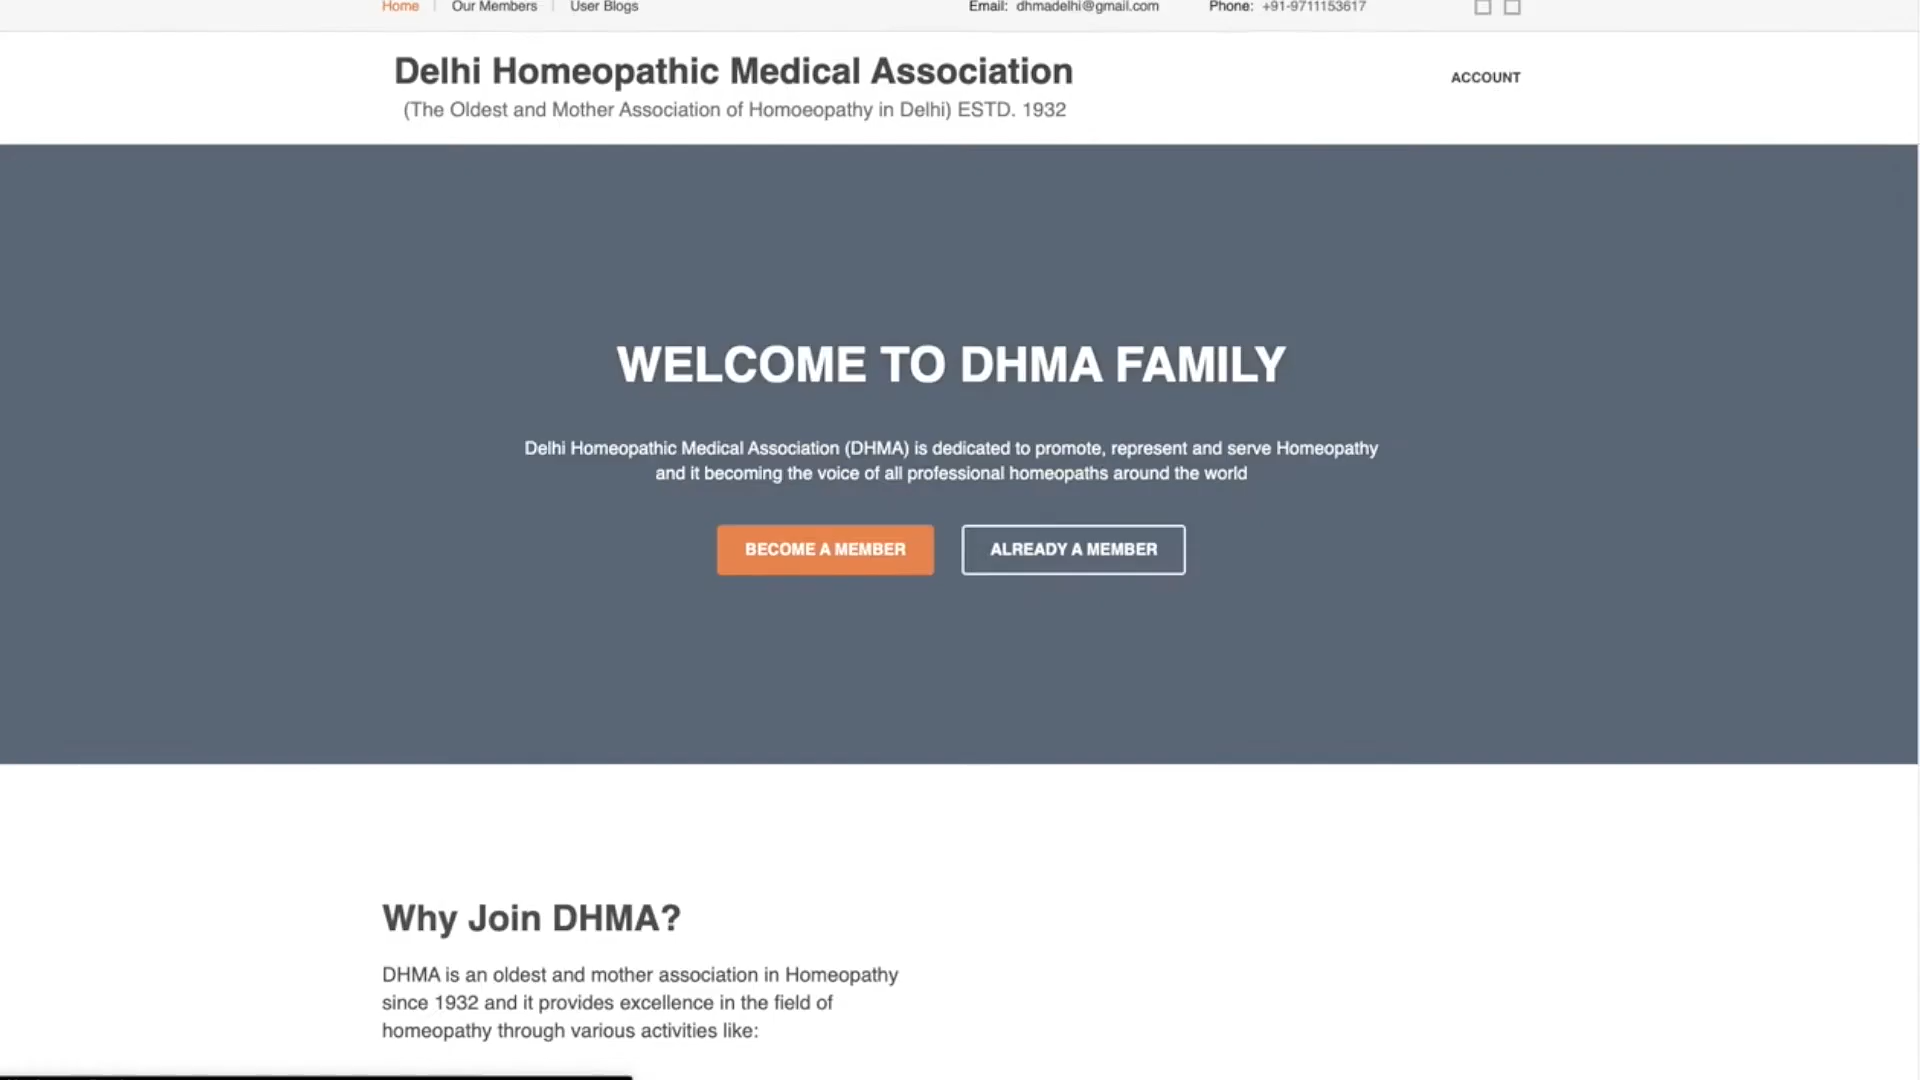 Home Our Members User Blogs Email: dhmadelhi@gmail.com Phone: +91-9711153617
Delhi Homeopathic Medical Association
ACCOUNT
(The Oldest and Mother Association of Homoeopathy in Delhi) ESTD. 1932
WELCOME TO DHMA FAMILY
Delhi Homeopathic Medical Association (DHMA) is dedicated to promote, represent and serve Homeopathy
and it becoming the voice of all professional homeopaths around the world
BECOME A MEMBER ALREADY A MEMBER
Why Join DHMA?
DHMA is an oldest and mother association in Homeopathy
since 1932 and it provides excellence in the field of
homeopathy through various activities like: